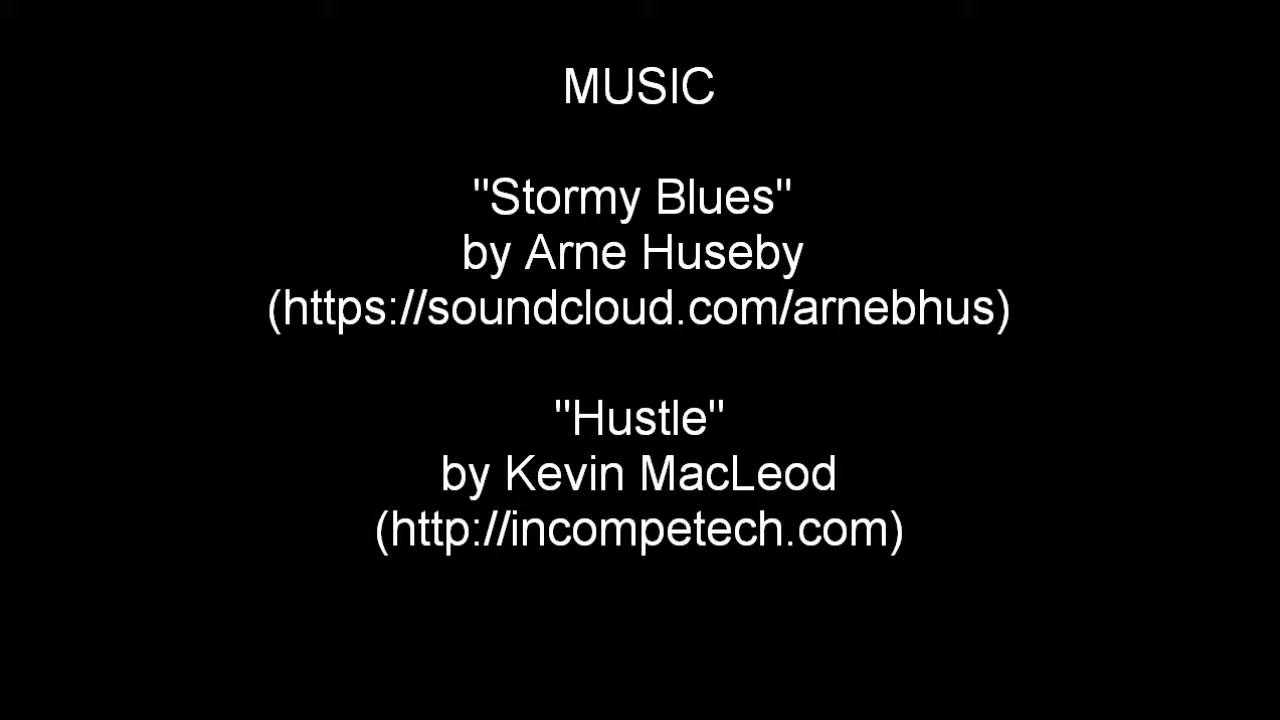 MUSIC
"Stormy Blues"
by Arne Huseby
(https://soundcloud.com/arnebhus)
"Hustle"
by Kevin MacLeod
(http://incompetech.com)